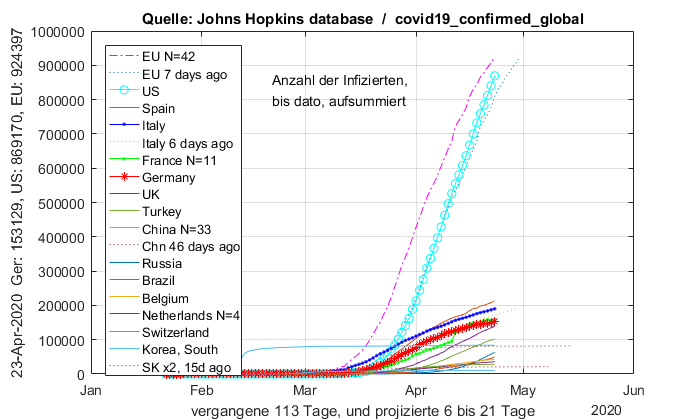 Quelle: Johns Hopkins database / covid19_confirmed_global
23-Apr-2020 Ger: 153129, US: 869170, EU: 924397
1000000
900000
800000
700000
600000
500000
400000
300000
200000
100000
0
EU N=42
EU 7 days ago
US
Spain
Italy
Italy 6 days ago
France N=11
Germany
UK
Turkey
China N=33
Chn 46 days ago
Russia
Brazil
Belgium
Netherlands N=4
Switzerland
Korea, South
SK x2, 15d ago
Anzahl der Infizierten,
bis dato, aufsummiert
Jan Feb Mar Apr May Jun
2020
vergangene 113 Tage, und projizierte 6 bis 21 Tage